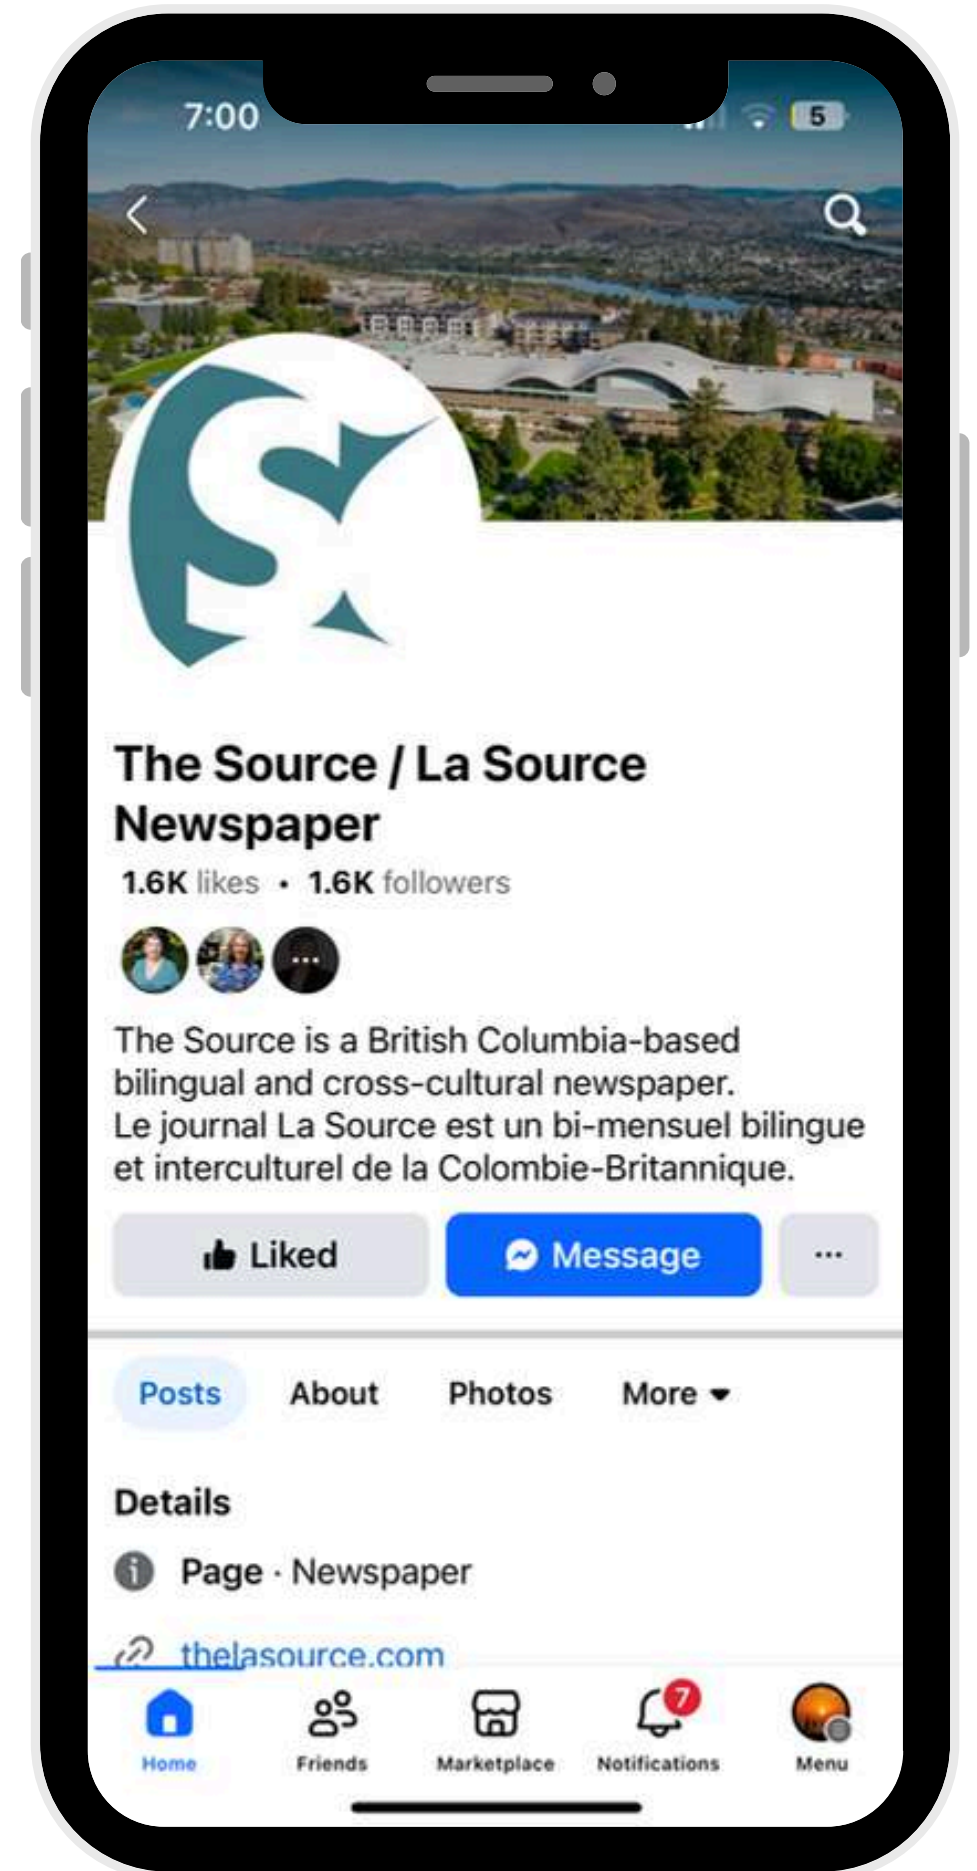 7:00
5
The Source / La Source
Newspaper
1.6K likes • 1.6K followers
The Source is a British Columbia-based
bilingual and cross-cultural newspaper.
Le journal La Source est un bi-mensuel bilingue
et interculturel de la Colombie-Britannique.
Liked
Message
Posts
About
Photos
More
Details
Page · Newspaper
thelasource.com
7
Home
Friends
Marketplace
Notifications
Menu